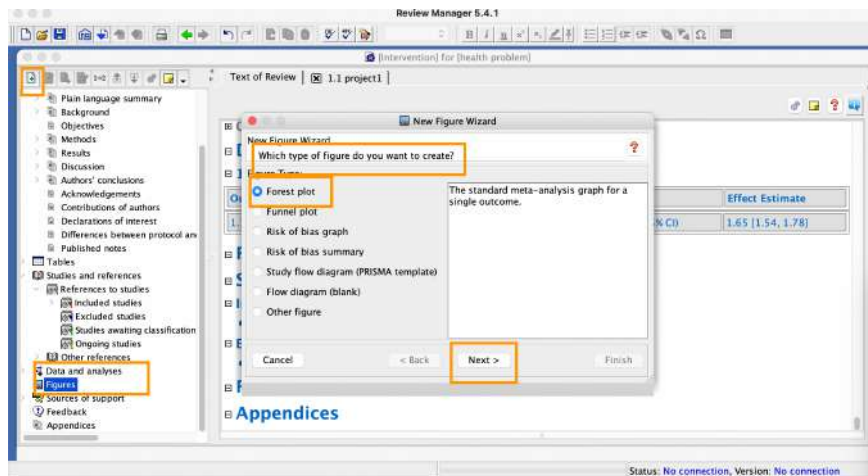 Review Manager 5.4.1
[Intervention] for [health problem]
Text of Review
1.1 project1
Plain language summary
Background
Objectives
Methods
Results
Discussion
Authors' conclusions
Acknowledgements
Contributions of authors
Declarations of interest
Differences between protocol an
Published notes
Tables
Studies and references
References to studies
Included studies
Excluded studies
Studies awaiting classification
Ongoing studies
Other references
Data and analyses
Figures
Sources of support
Feedback
Appendices
New Figure Wizard
New Figure Wizard
Which type of figure do you want to create?
Figure Type:
Forest plot
Funnel plot
Risk of bias graph
Risk of bias summary
Study flow diagram (PRISMA template)
Flow diagram (blank)
Other figure
The standard meta-analysis graph for a
single outcome.
Cancel
< Back
Next >
Finish
Effect Estimate
% CI)
1.65 [1.54, 1.78]
Appendices
Status: No connection, Version: No connection